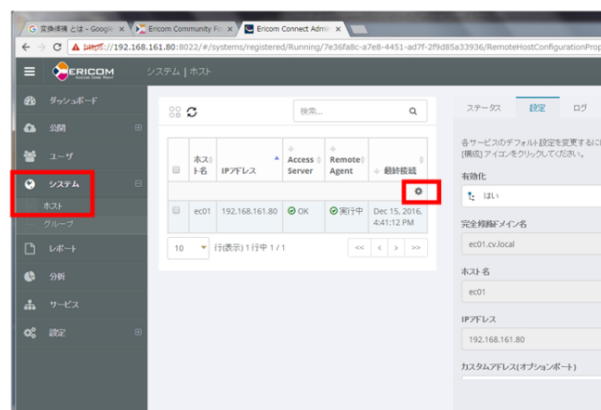 変換候補 とは - Google
Ericom Community Fo
Ericom Connect Admi
https://192.168.161.80:8022/#/systems/registered/Running/7e36fa8c-a7e8-4451-ad7f-2f9d85a33936/RemoteHostConfigurationProp
ERICOM
システム | ホスト
ダッシュボード
公開
ユーザ
システム
ホスト
グループ
レポート
分析
サービス
設定
検索...
ホスト名
IPアドレス
Access Server
Remote Agent
最終接続
ec01
192.168.161.80
OK
実行中
Dec 15, 2016, 4:41:12 PM
10
行(表示) 1 行中 1 / 1
<<
<
>
>>
ステータス
設定
ログ
各サービスのデフォルト設定を変更するに
[構成] アイコンをクリックしてください。
有効化
はい
完全修飾ドメイン名
ec01.cv.local
ホスト名
ec01
IPアドレス
192.168.161.80
カスタムアドレス(オプションポート)